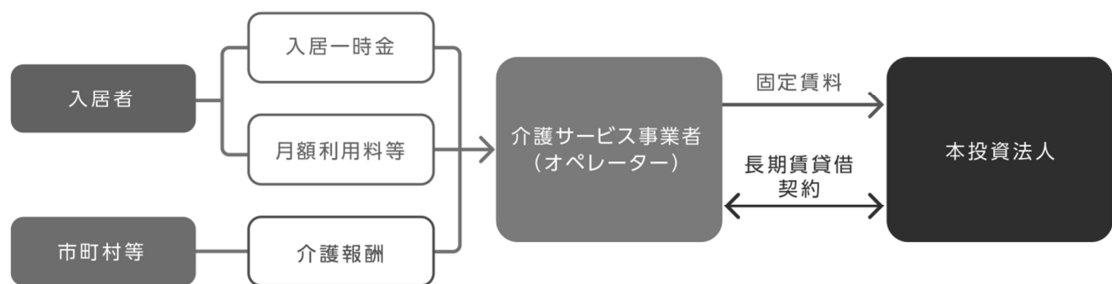 入居者
入居一時金
月額利用料等
市町村等
介護報酬
介護サービス事業者
（オペレーター）
固定賃料
長期賃貸借
契約
本投資法人